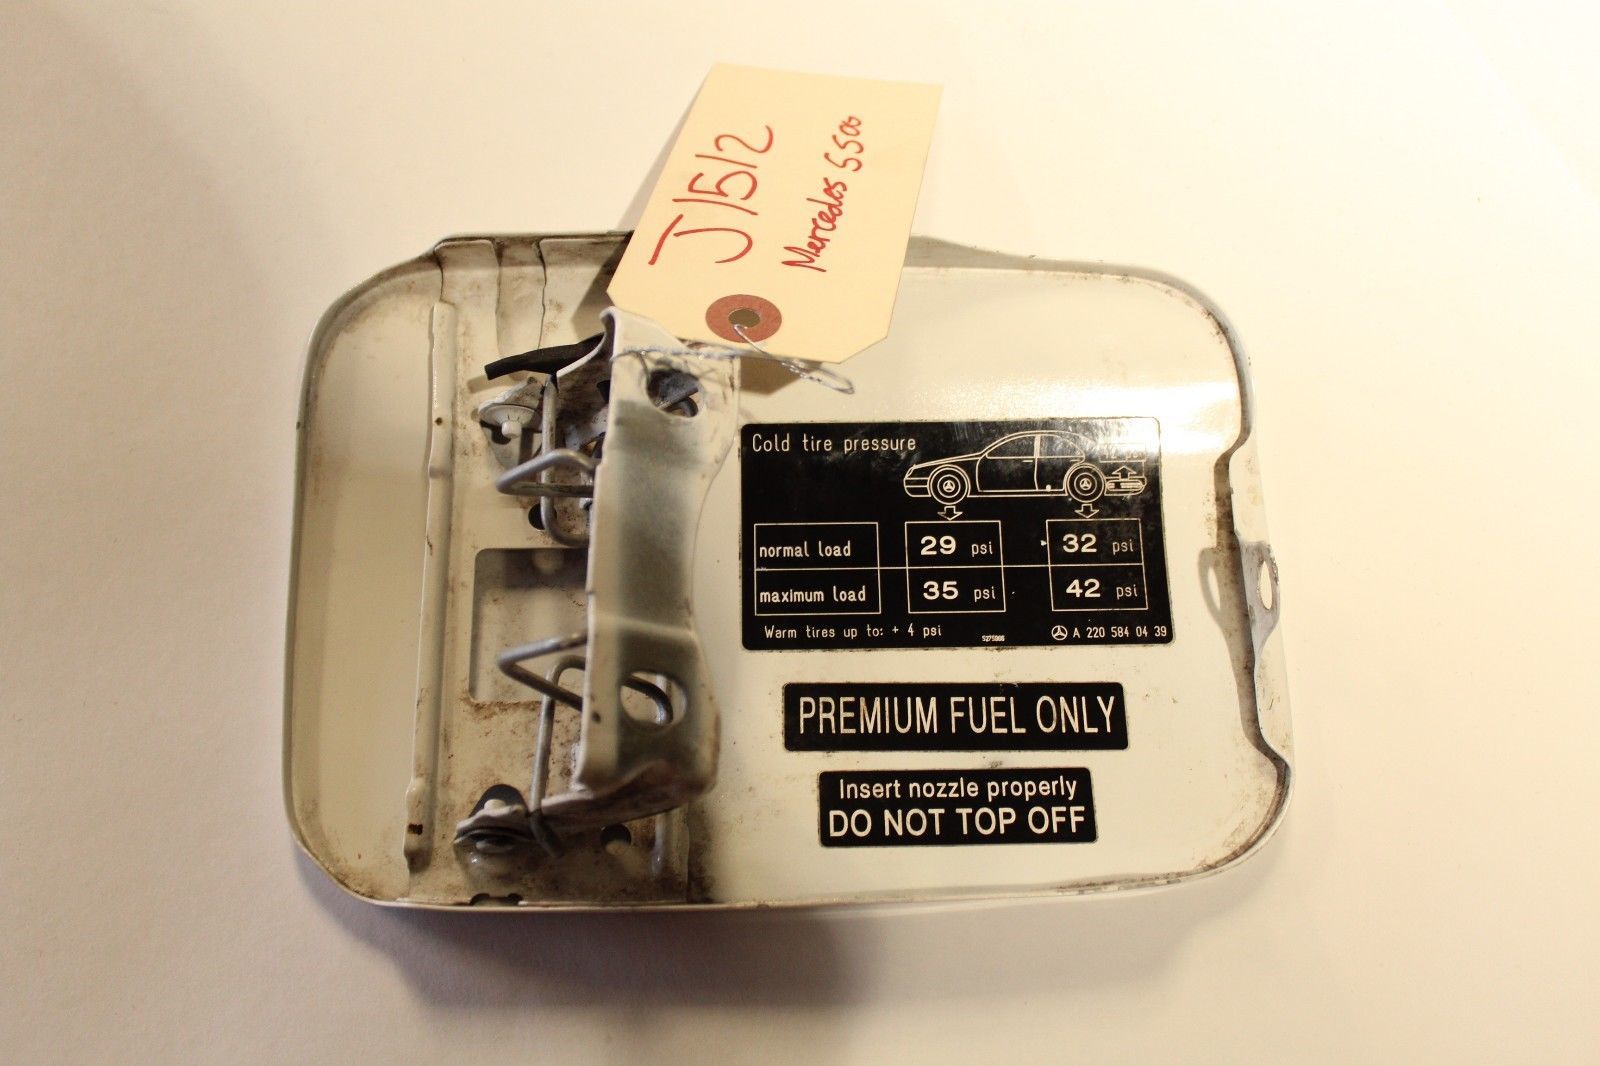 J1512
Mercedes S500
Cold tire pressure
normal load 29 psi 32 psi
maximum load 35 psi 42 psi
Warm tires up to: + 4 psi
A 220 584 04 39
PREMIUM FUEL ONLY
Insert nozzle properly
DO NOT TOP OFF